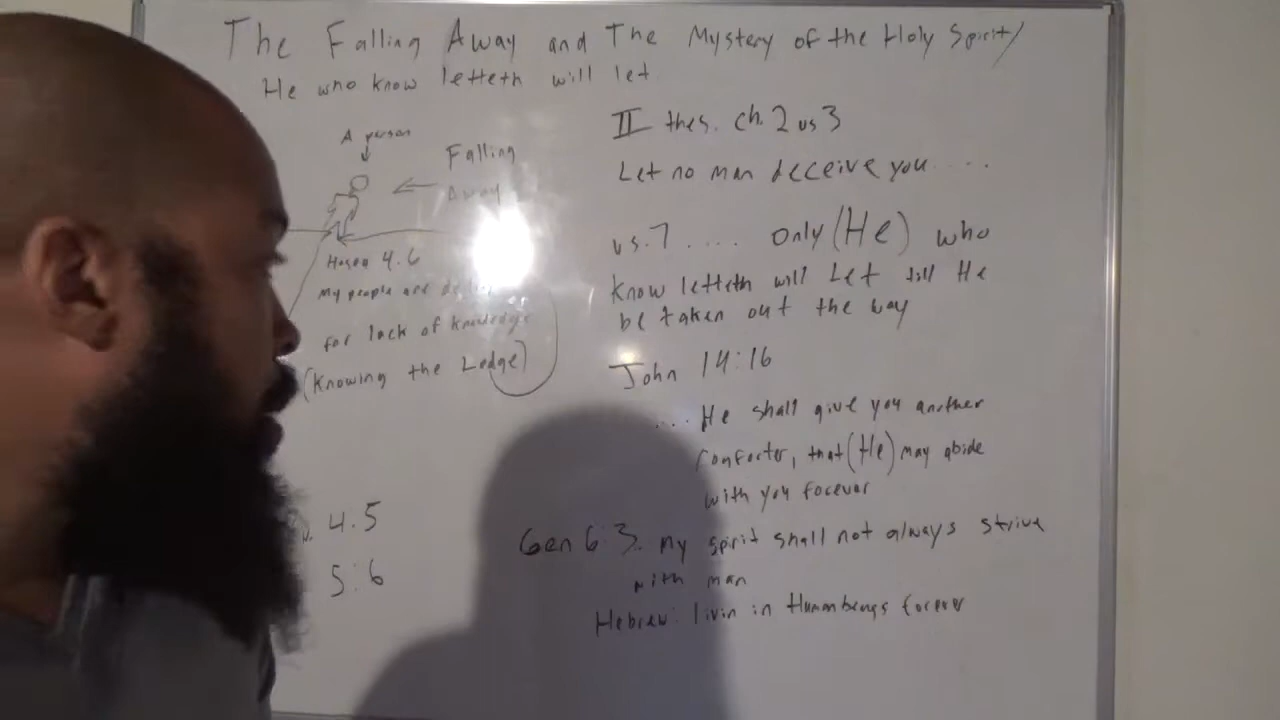 The Falling Away and The Mystery of the Holy Spirit/
He who know letteth will let
A person
Falling
Away
Hosea 4.6
My people are
for lack of knowledge
(Knowing the Ledge)
4.5
5:6
II thes. ch. 2 vs 3
Let no man deceive you.....
vs. 7 .... only (He) who
know letteth will Let till He
be taken out the way
John 14:16
.... He shall give you another
comforter, that (He) may abide
with you forever
Gen 6:3. my spirit shall not always strive
with man
Hebrew: livin in Humanbeings forever